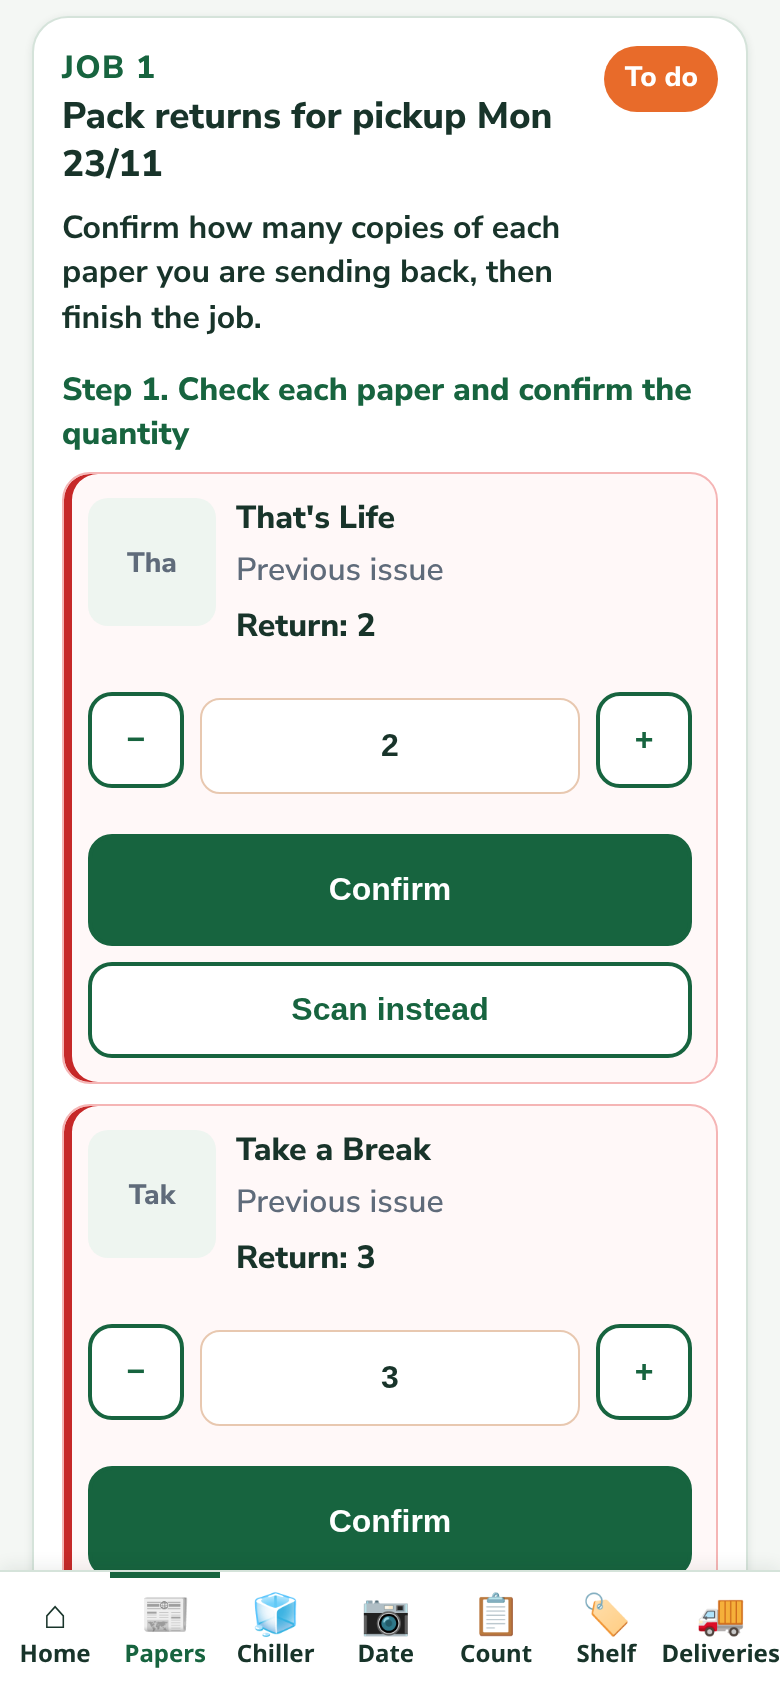 JOB 1
To do
Pack returns for pickup Mon
23/11
Confirm how many copies of each
paper you are sending back, then
finish the job.
Step 1. Check each paper and confirm the
quantity
Tha
That's Life
Previous issue
Return: 2
−
2
+
Confirm
Scan instead
Tak
Take a Break
Previous issue
Return: 3
−
3
+
Confirm
Home
Papers
Chiller
Date
Count
Shelf
Deliveries